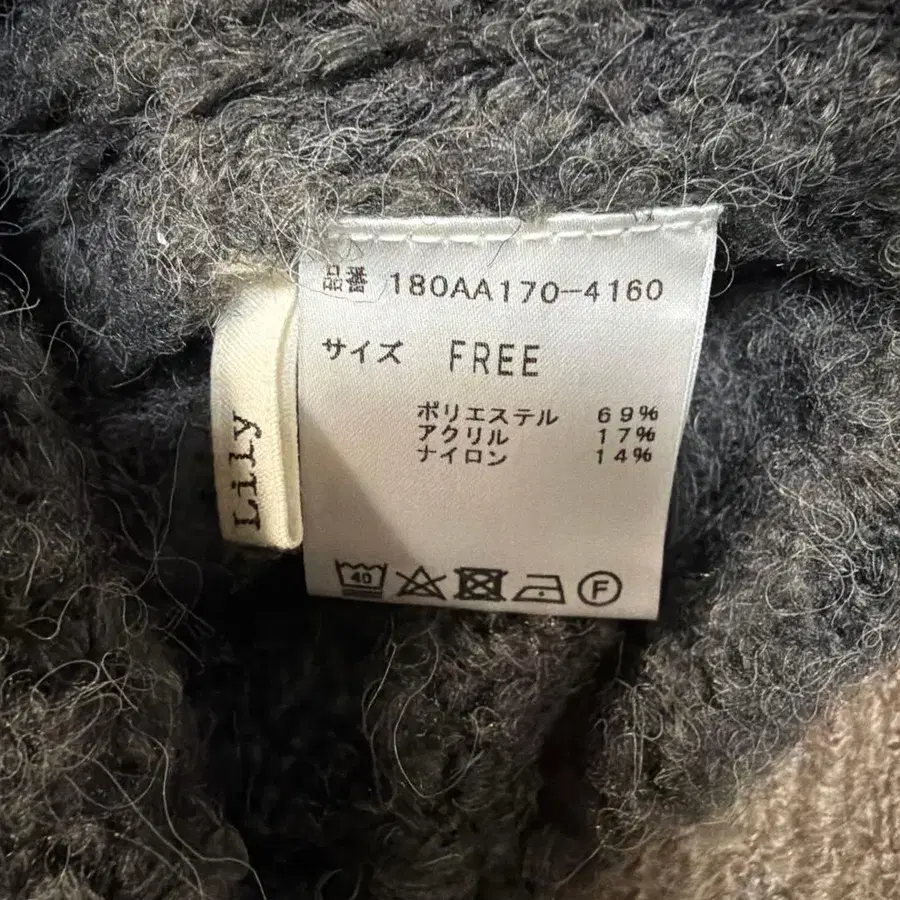 品番 180AA170-4160
サイズ FREE
ポリエステル 69%
アクリル 17%
ナイロン 14%
40
F
Lily